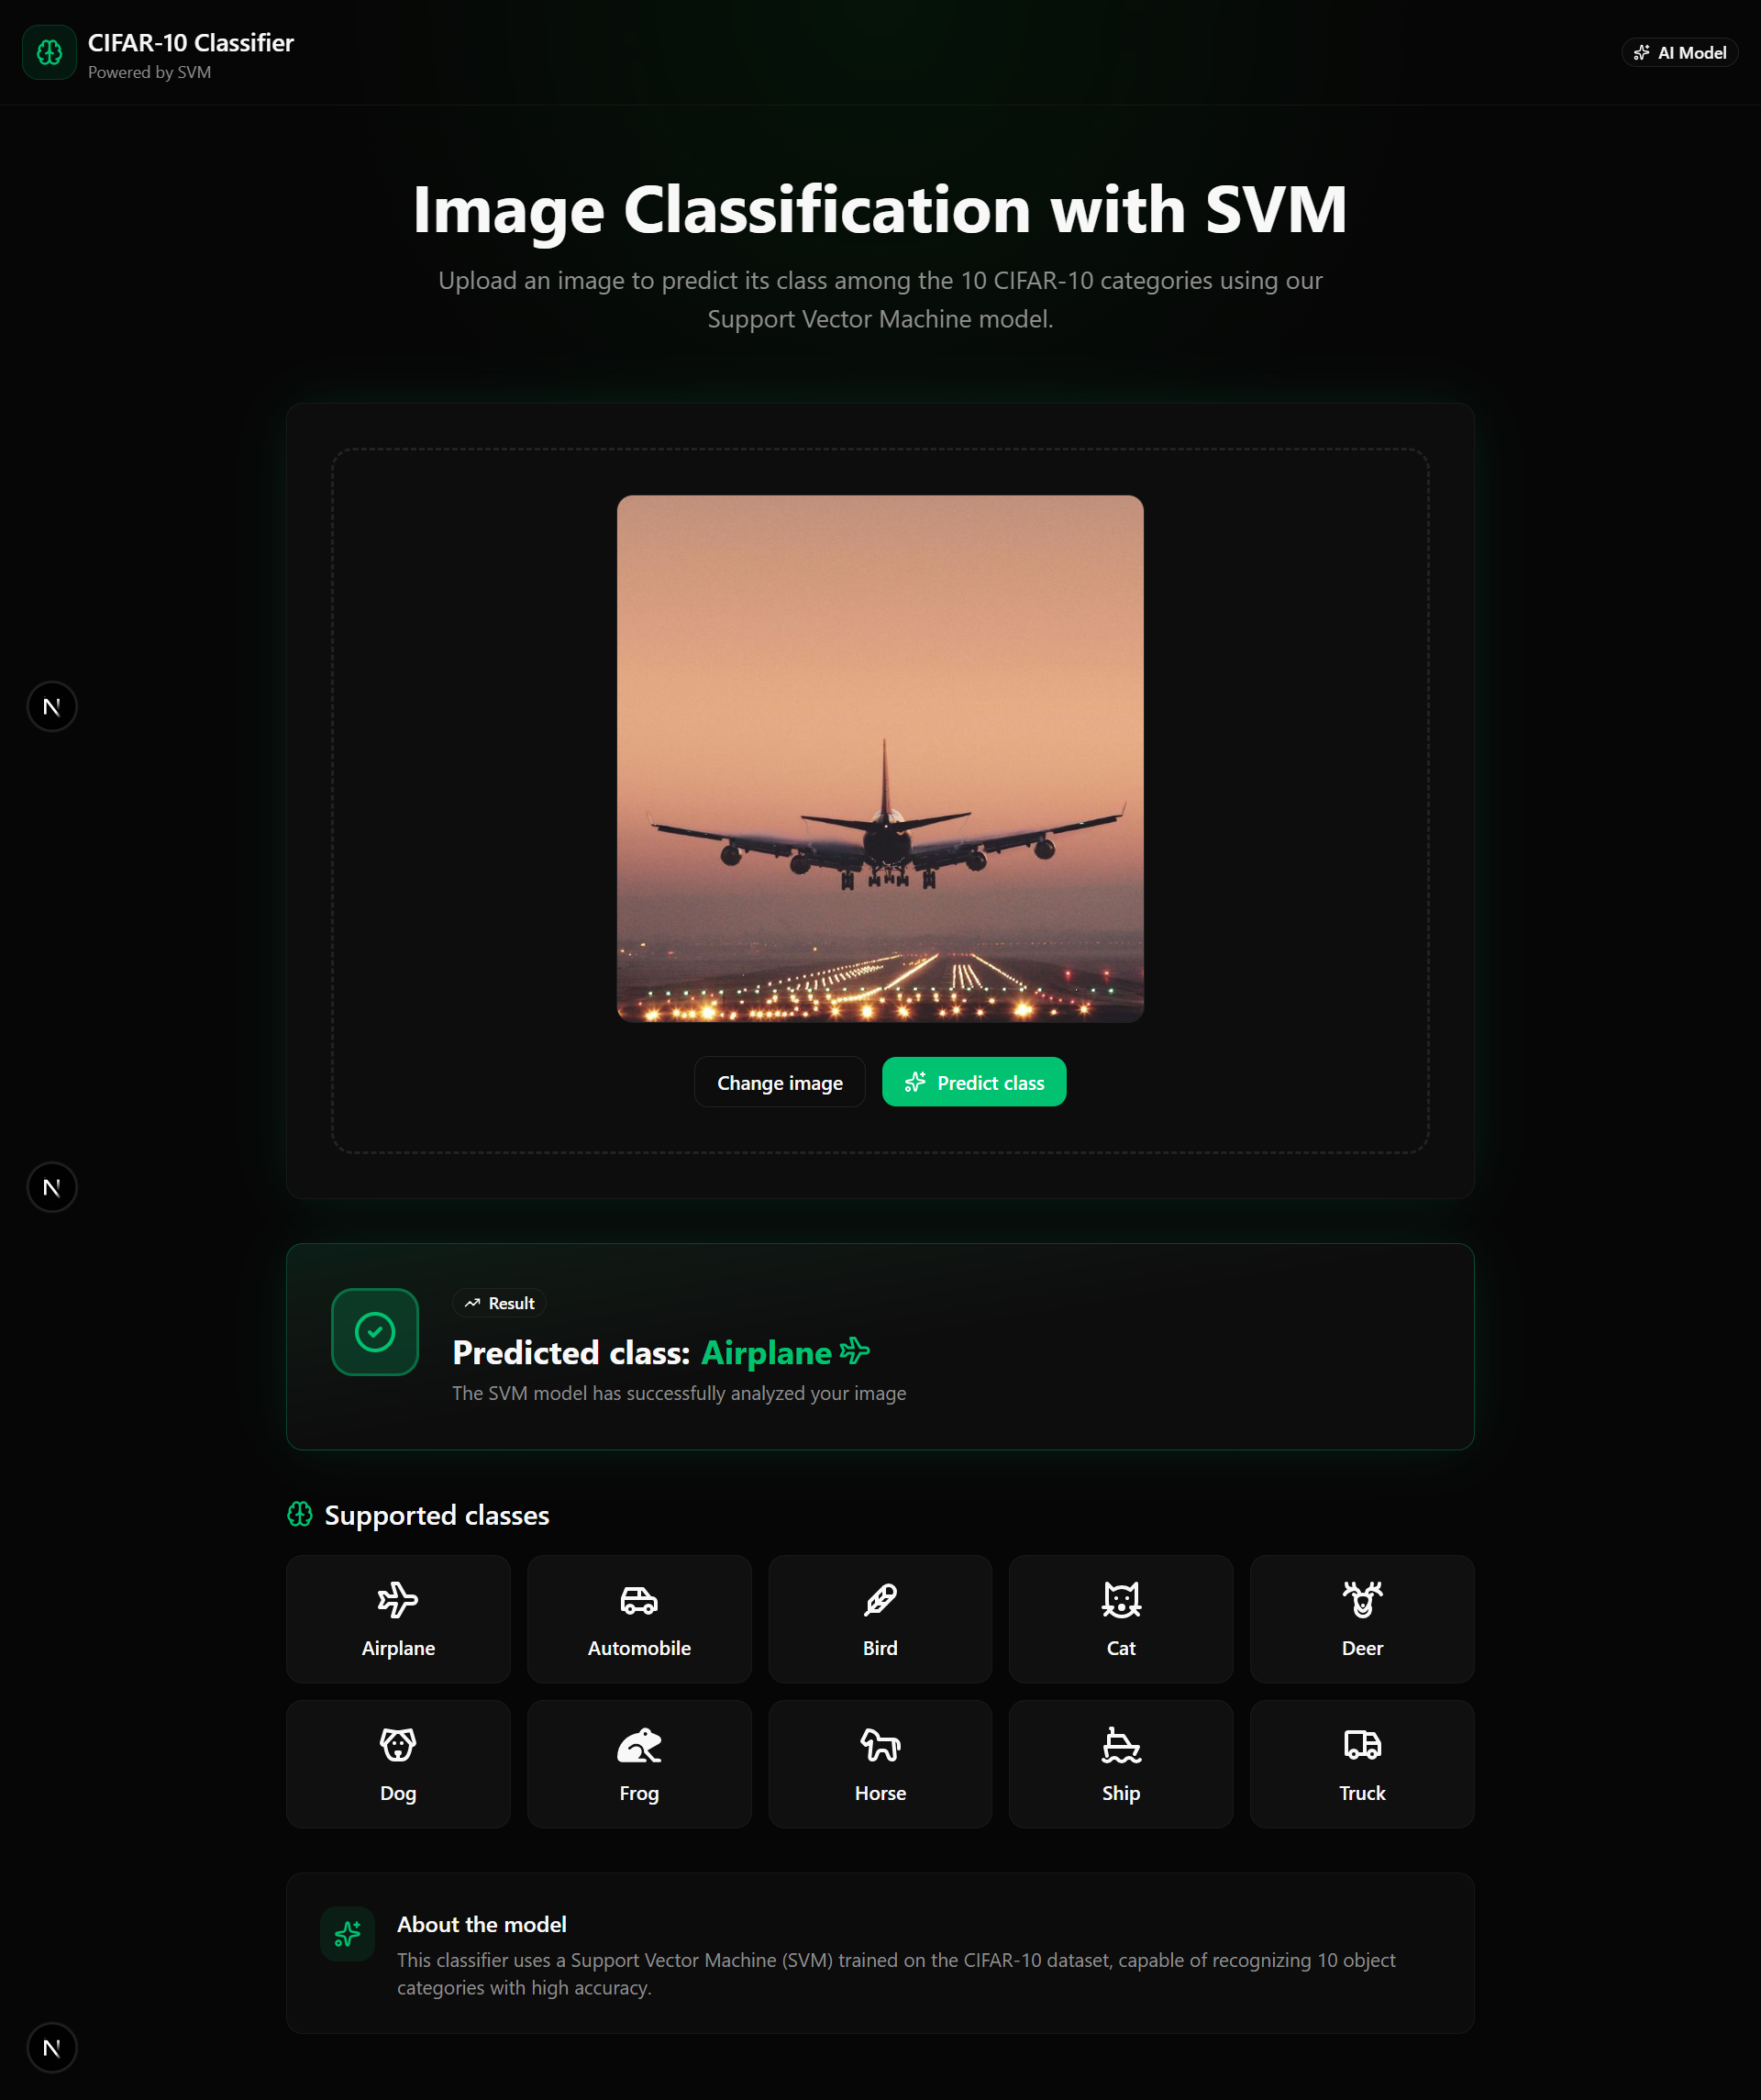 CIFAR-10 Classifier
Powered by SVM
AI Model
Image Classification with SVM
Upload an image to predict its class among the 10 CIFAR-10 categories using our
Support Vector Machine model.
N
Change image
Predict class
N
Result
Predicted class: Airplane
The SVM model has successfully analyzed your image
Supported classes
Airplane
Automobile
Bird
Cat
Deer
Dog
Frog
Horse
Ship
Truck
About the model
This classifier uses a Support Vector Machine (SVM) trained on the CIFAR-10 dataset, capable of recognizing 10 object
categories with high accuracy.
N